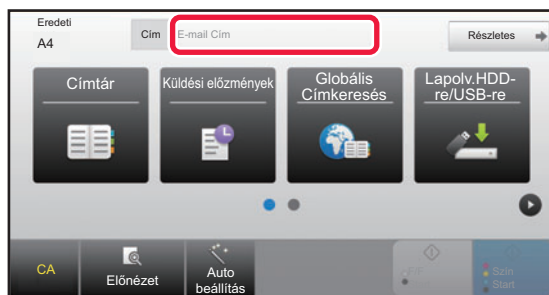 Eredeti
A4
Cím
E-mail Cím
Részletes
Címtár
Küldési előzmények
Globális
Címkeresés
Lapolv.HDD-
re/USB-re
CA
Előnézet
Auto
beállítás
Szín
Start